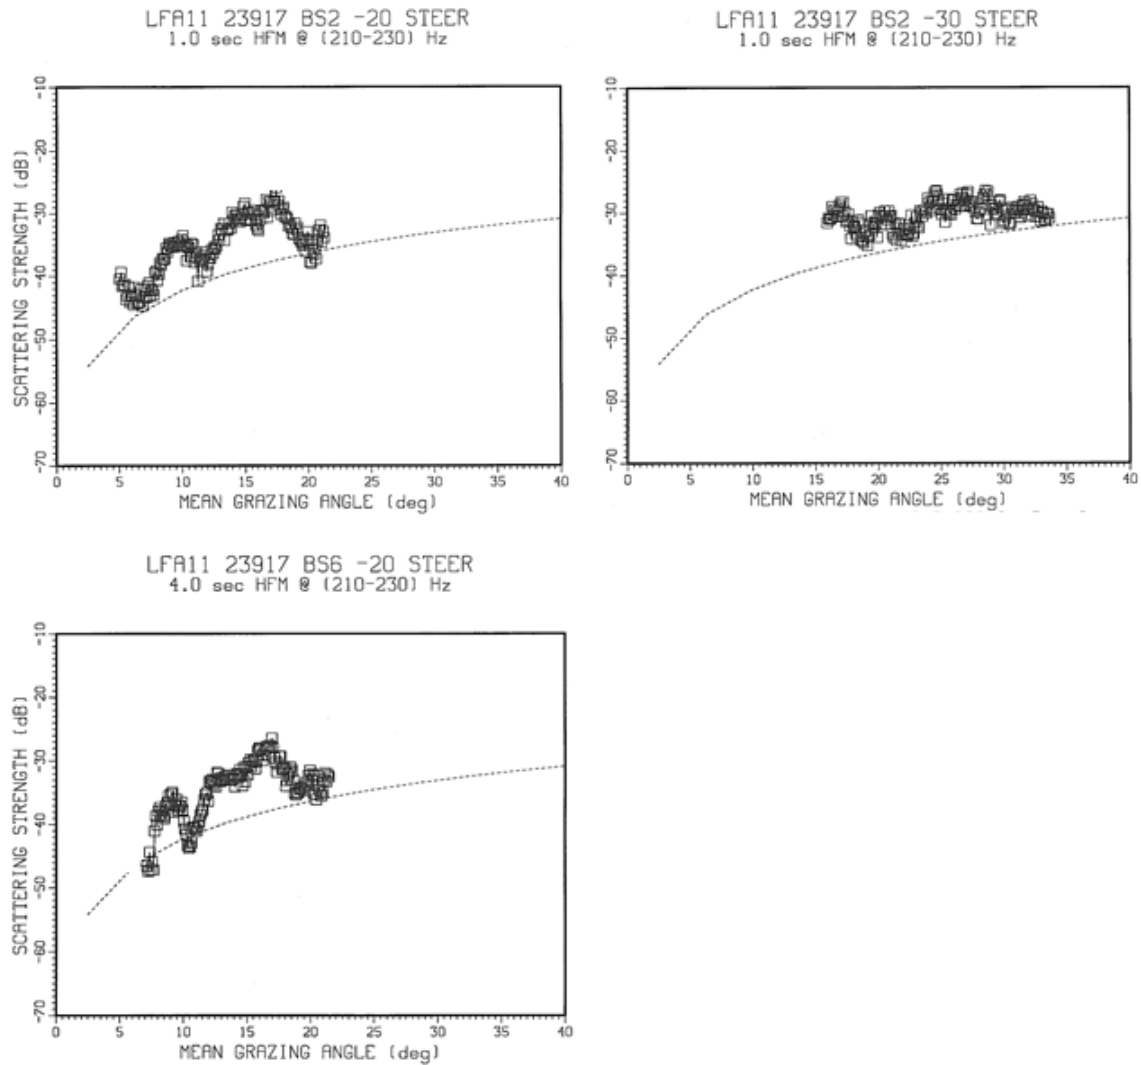 LFA11 23917 BS2 -20 STEER
1.0 sec HFM @ (210-230) Hz
SCATTERING STRENGTH (dB)
-10
-20
-30
-40
-50
-60
-70
0 5 10 15 20 25 30 35 40
MEAN GRAZING ANGLE (deg)
LFA11 23917 BS2 -30 STEER
1.0 sec HFM @ (210-230) Hz
-10
-20
-30
-40
-50
-60
-70
0 5 10 15 20 25 30 35 40
MEAN GRAZING ANGLE (deg)
LFA11 23917 BS6 -20 STEER
4.0 sec HFM @ (210-230) Hz
SCATTERING STRENGTH (dB)
-10
-20
-30
-40
-50
-60
-70
0 5 10 15 20 25 30 35 40
MEAN GRAZING ANGLE (deg)